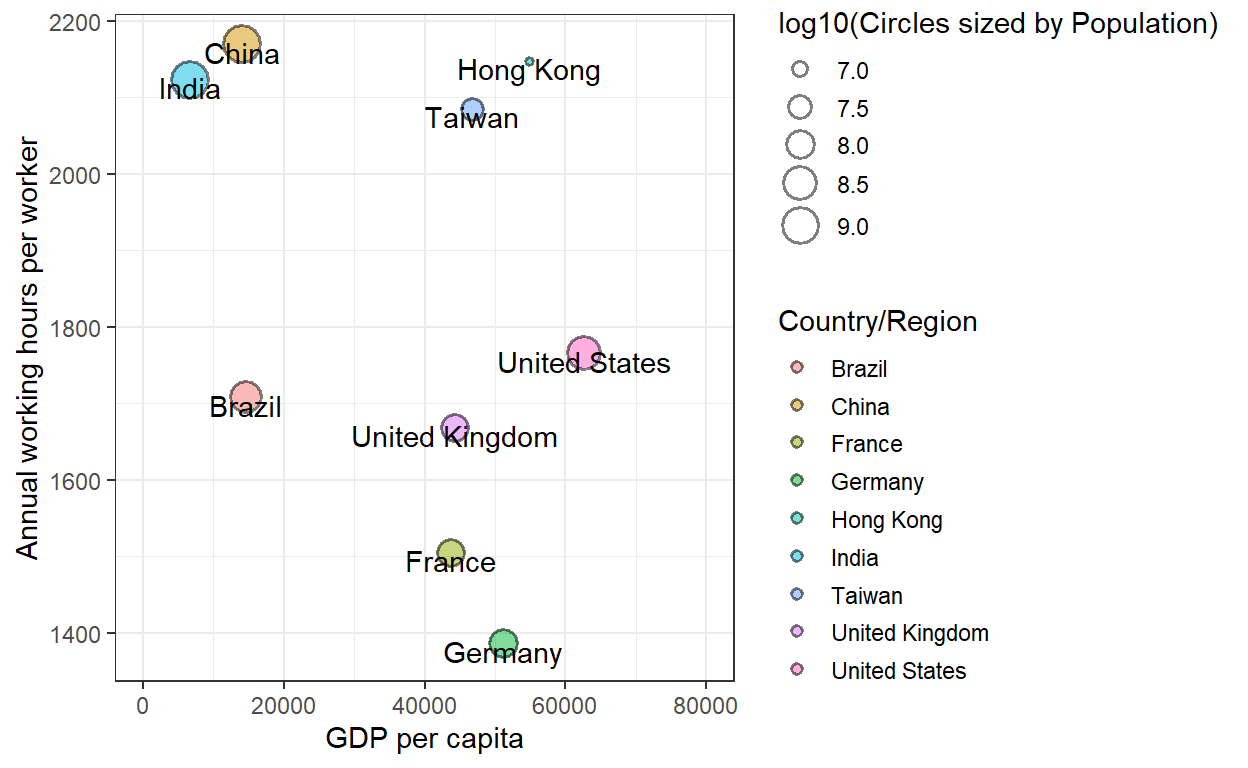 Annual working hours per worker
2200
2000
1800
1600
1400
China
India
Hong Kong
Taiwan
United States
Brazil
United Kingdom
France
Germany
0
20000
40000
60000
80000
GDP per capita
log10(Circles sized by Population)
7.0
7.5
8.0
8.5
9.0
Country/Region
Brazil
China
France
Germany
Hong Kong
India
Taiwan
United Kingdom
United States